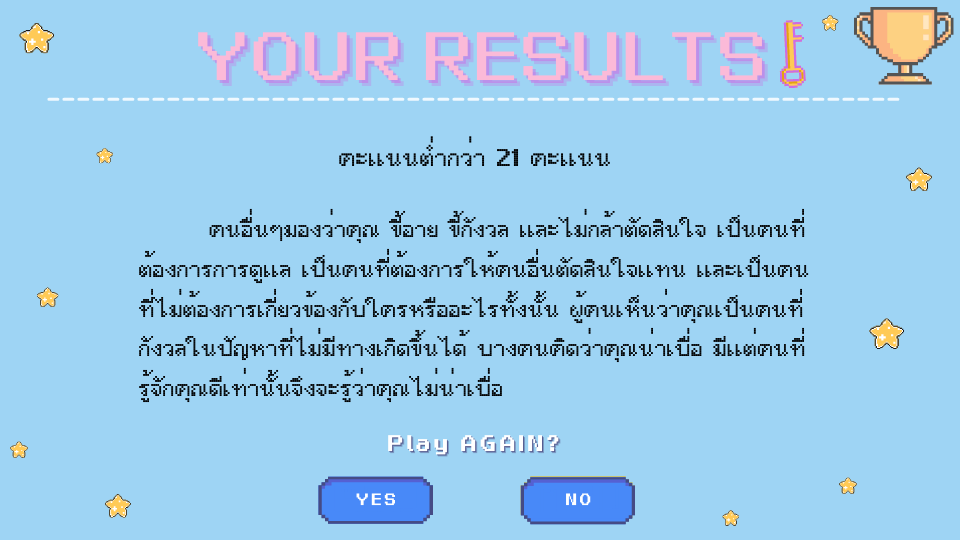 YOUR RESULTS
คะแนนต่ำกว่า 21 คะแนน
คนอื่นๆมองว่าคุณ ขี้อาย ขี้กังวล และไม่กล้าตัดสินใจ เป็นคนที่
ต้องการการดูแล เป็นคนที่ต้องการให้คนอื่นตัดสินใจแทน และเป็นคน
ที่ไม่ต้องการเกี่ยวข้องกับใครหรืออะไรทั้งนั้น ผู้คนเห็นว่าคุณเป็นคนที่
กังวลในปัญหาที่ไม่มีทางเกิดขึ้นได้ บางคนคิดว่าคุณน่าเบื่อ มีแต่คนที่
รู้จักคุณดีเท่านั้นจึงจะรู้ว่าคุณไม่น่าเบื่อ
Play AGAIN?
YES
NO